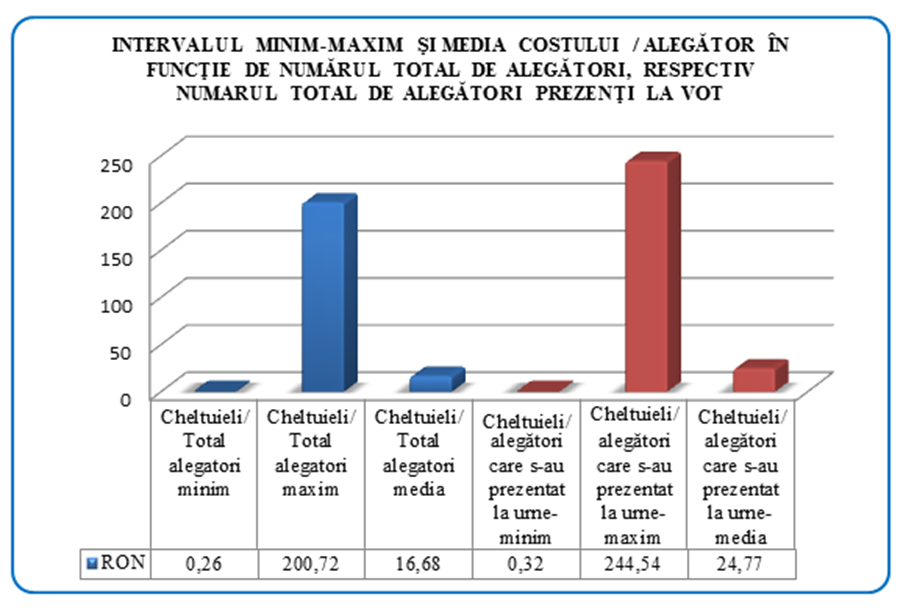 INTERVALUL MINIM-MAXIM ȘI MEDIA COSTULUI / ALEGĂTOR ÎN
FUNCȚIE DE NUMĂRUL TOTAL DE ALEGĂTORI, RESPECTIV
NUMARUL TOTAL DE ALEGĂTORI PREZENȚI LA VOT
250
200
150
100
50
0
Cheltuieli/
Total
alegatori
minim
Cheltuieli/
Total
alegatori
maxim
Cheltuieli/
Total
alegatori
media
Cheltuieli/
alegători
care s-au
prezentat
la urne-
minim
Cheltuieli/
alegători
care s-au
prezentat
la urne-
maxim
Cheltuieli/
alegători
care s-au
prezentat
la urne-
media
RON 0,26 200,72 16,68 0,32 244,54 24,77